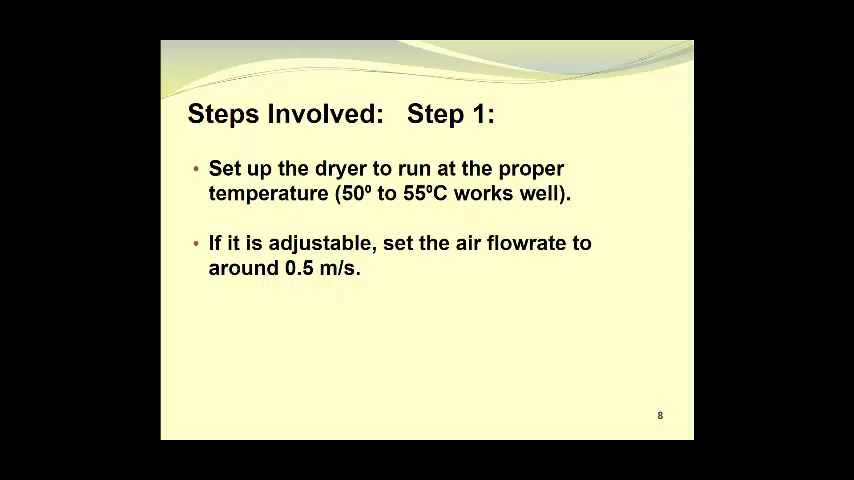 Steps Involved: Step 1:
• Set up the dryer to run at the proper
temperature (50º to 55ºC works well).
• If it is adjustable, set the air flowrate to
around 0.5 m/s.
8